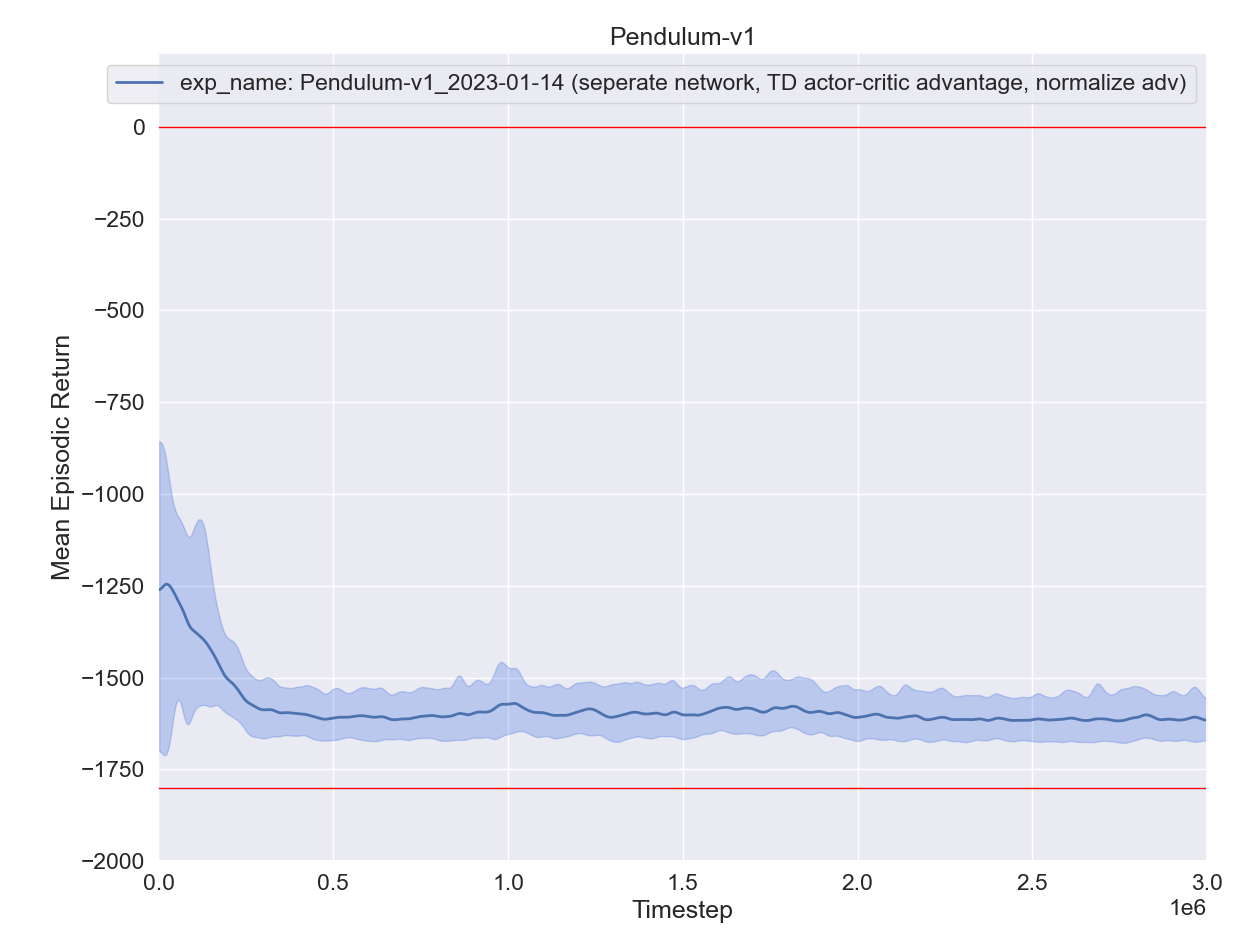 Pendulum-v1
exp_name: Pendulum-v1_2023-01-14 (seperate network, TD actor-critic advantage, normalize adv)
0
−250
−500
−750
−1000
−1250
−1500
−1750
−2000
Mean Episodic Return
0.0 0.5 1.0 1.5 2.0 2.5 3.0
Timestep
1e6